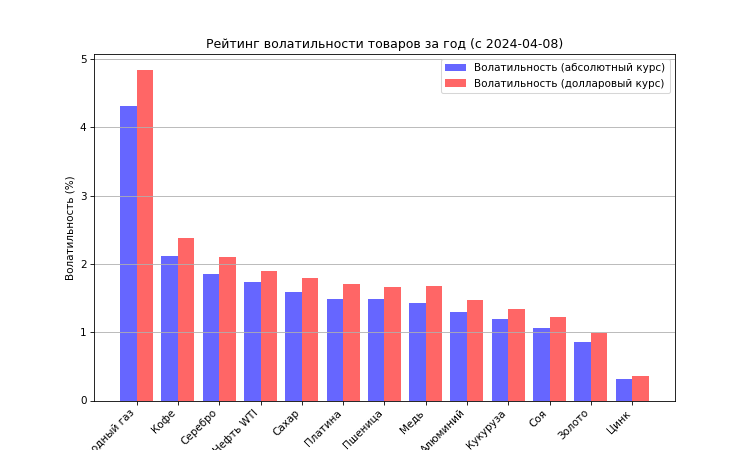 Рейтинг волатильности товаров за год (с 2024-04-08)
Волатильность (абсолютный курс)
Волатильность (долларовый курс)
Волатильность (%)
5
4
3
2
1
0
одный газ
Кофе
Серебро
Нефть WTI
Сахар
Платина
Пшеница
Медь
Алюминий
Кукуруза
Соя
Золото
Цинк